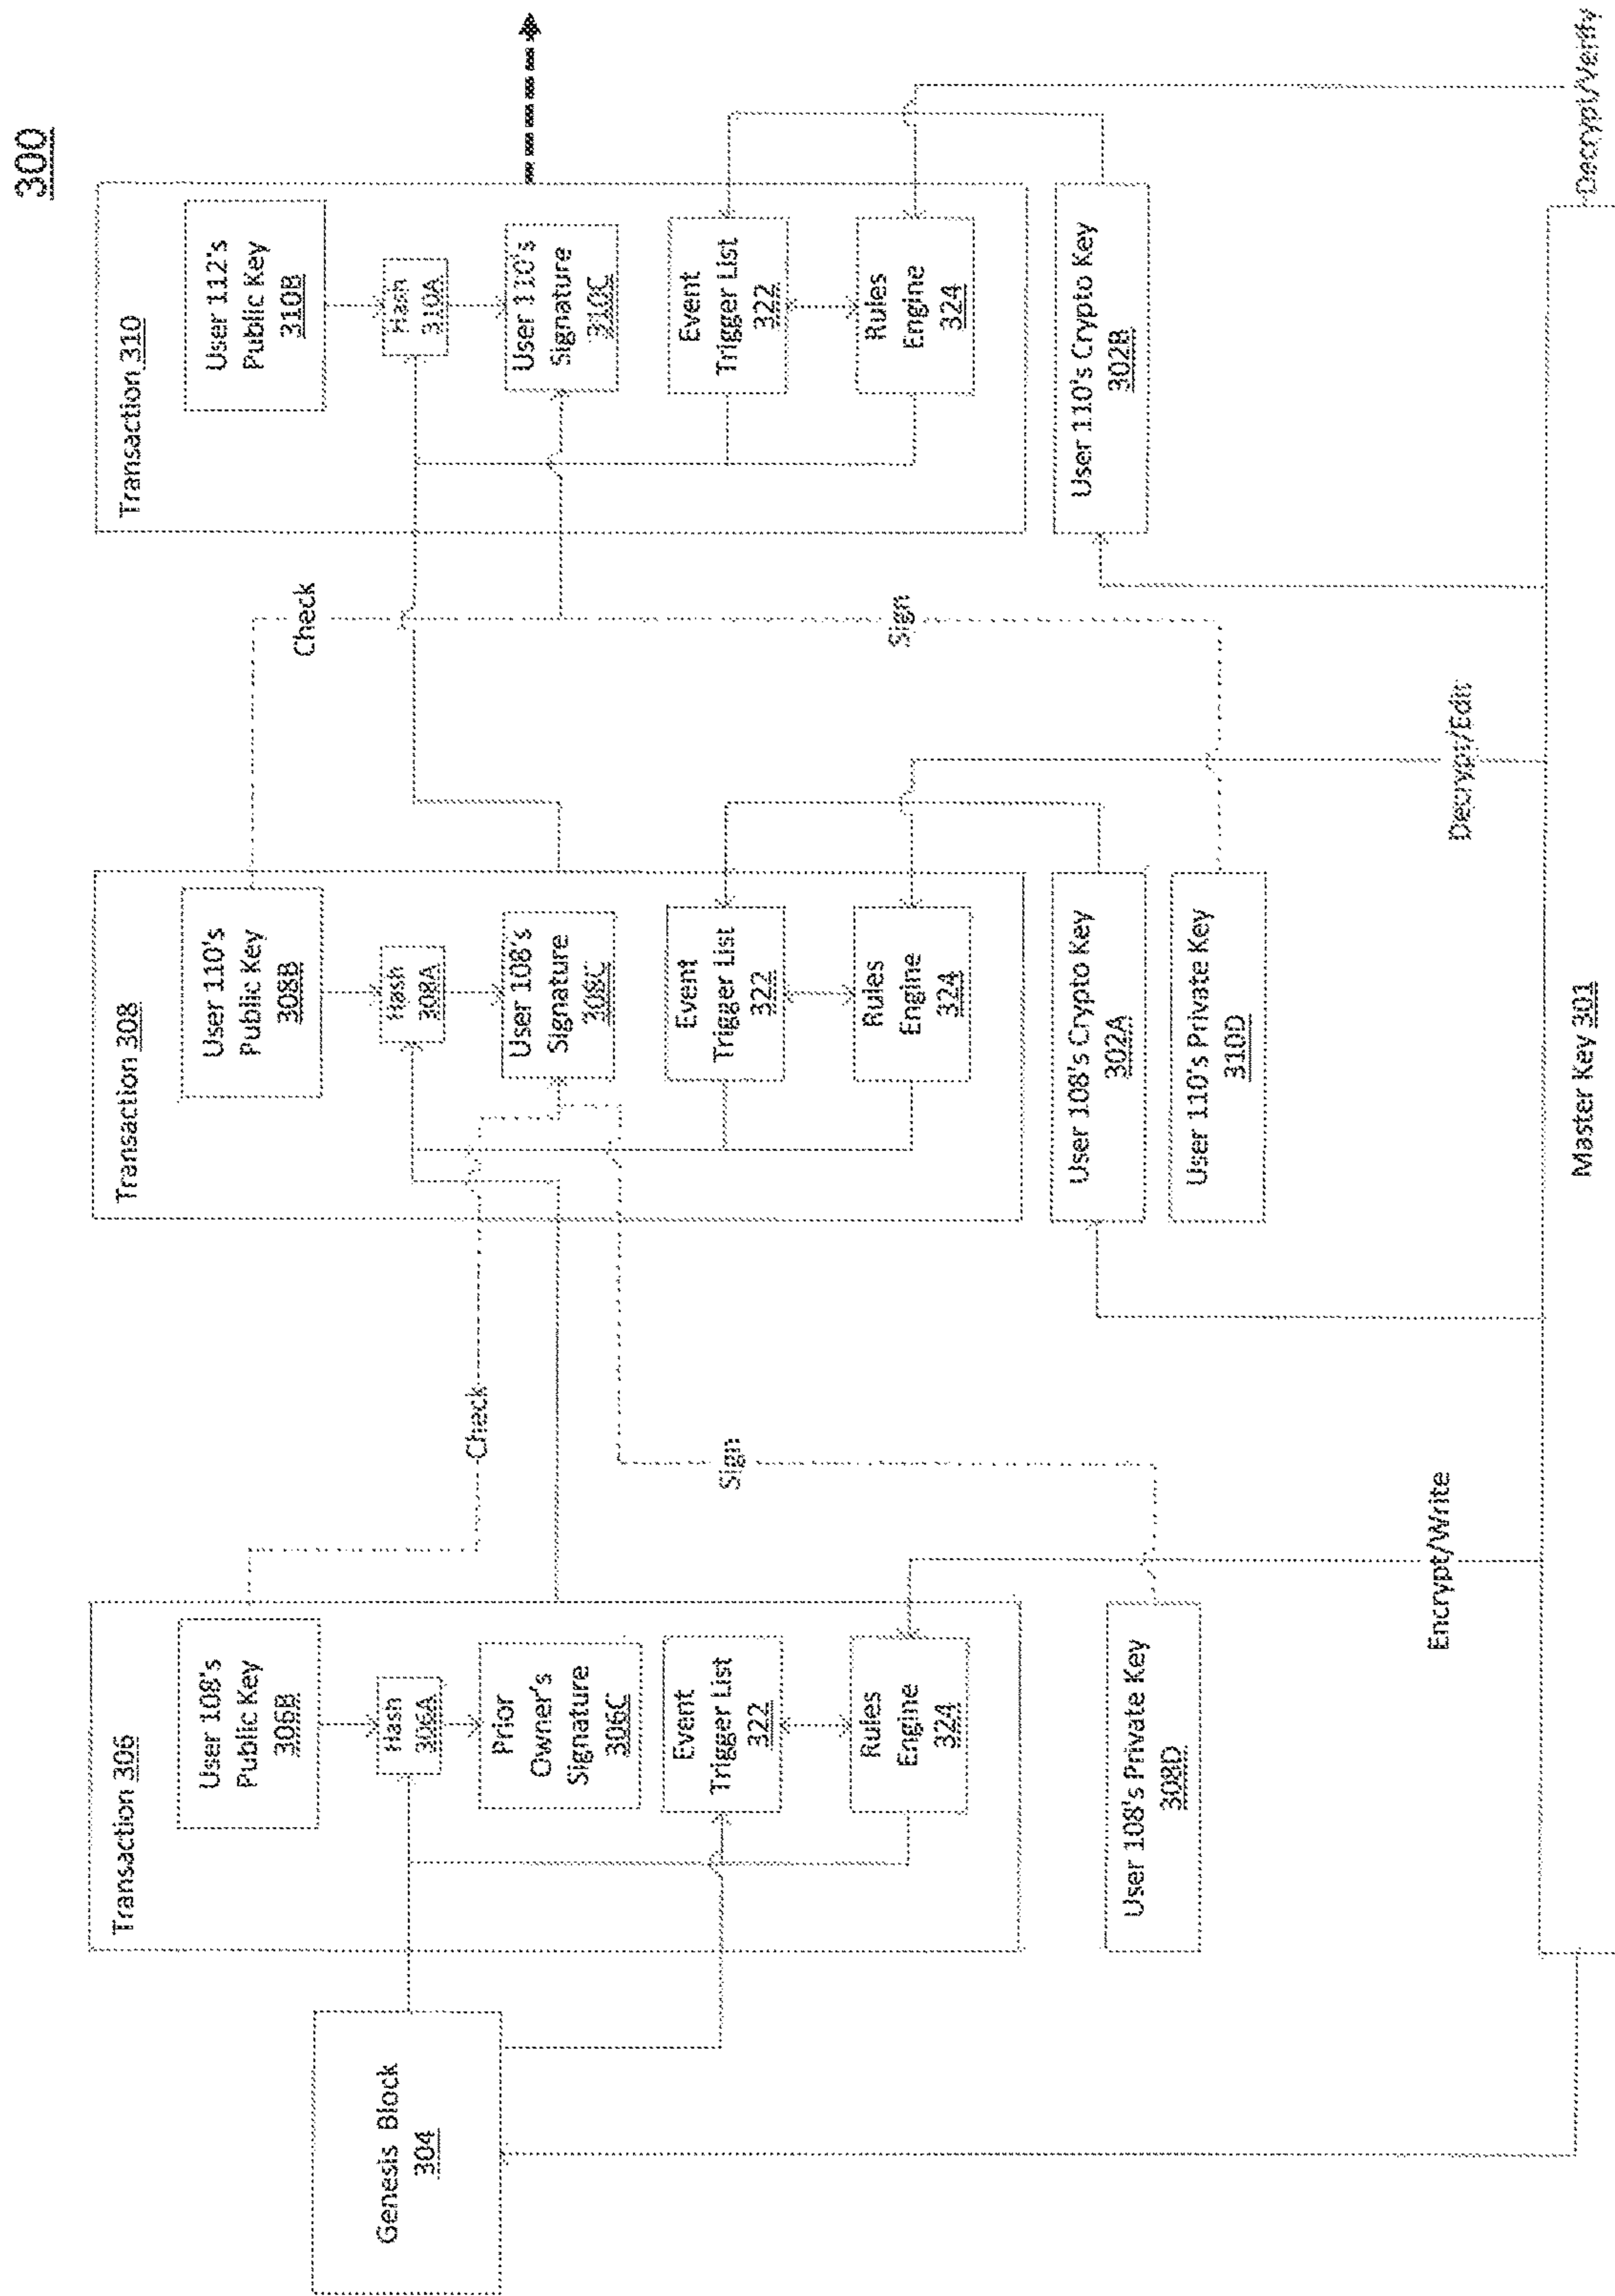 300
Genesis Block
304
Transaction 306
User 108's
Public Key
306B
Hash
306A
Prior
Owner's
Signature
306C
Event
Trigger List
322
Rules
Engine
324
User 108's Private Key
308D
Encrypt/Write
Check
Sign
Transaction 308
User 110's
Public Key
308B
Hash
308A
User 108's
Signature
308C
Event
Trigger List
322
Rules
Engine
324
User 108's Crypto Key
302A
User 110's Private Key
310D
Decrypt/Edit
Check
Sign
Transaction 310
User 112's
Public Key
310B
Hash
310A
User 110's
Signature
310C
Event
Trigger List
322
Rules
Engine
324
User 110's Crypto Key
302B
Decrypt/Verify
Master Key 301